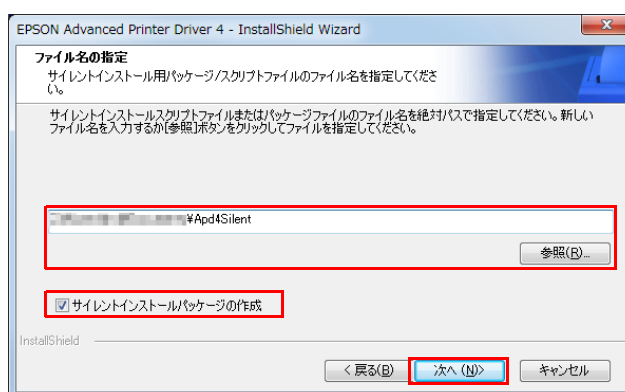 EPSON Advanced Printer Driver 4 - InstallShield Wizard
ファイル名の指定
サイレントインストール用パッケージ/スクリプトファイルのファイル名を指定してくださ
い。
サイレントインストールスクリプトファイルまたはパッケージファイルのファイル名を絶対パスで指定してください。新しい
ファイル名を入力するか[参照]ボタンをクリックしてファイルを指定してください。
¥Apd4Silent
参照(R)...
サイレントインストールパッケージの作成
InstallShield
< 戻る(B)
次へ (N)>
キャンセル